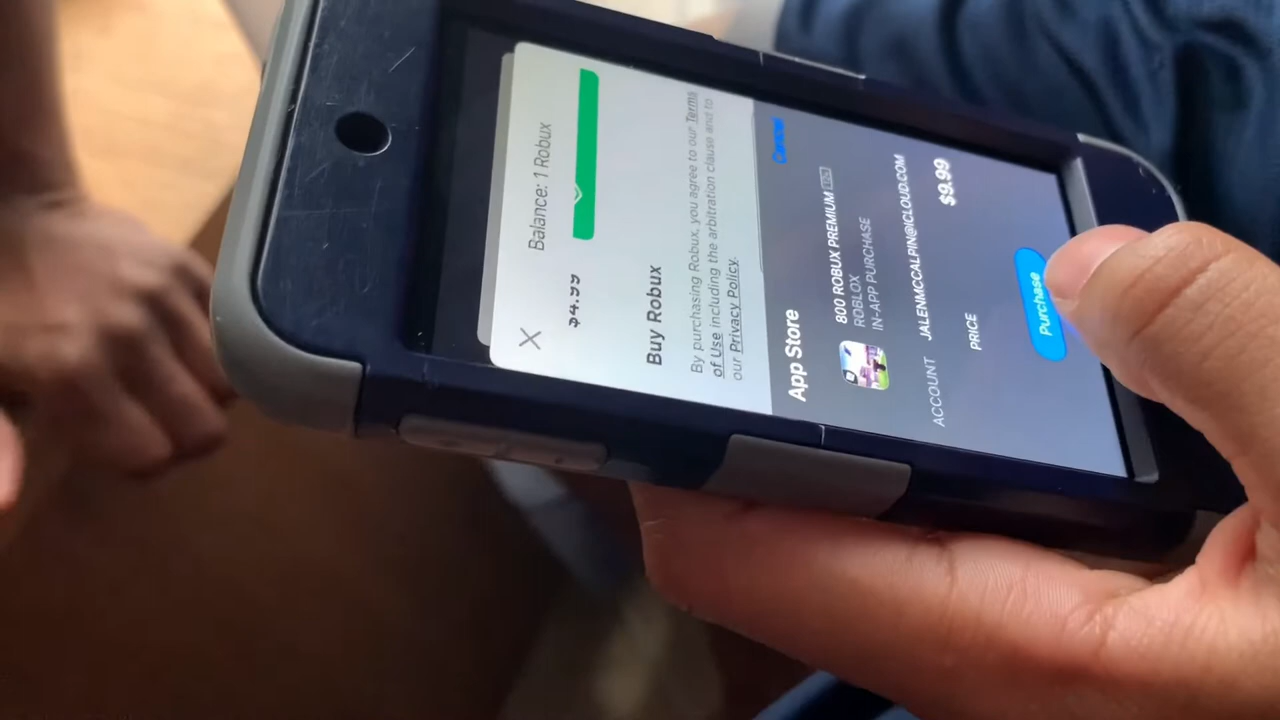 Balance: 1 Robux
$4.99
Buy Robux
By purchasing Robux, you agree to our Terms
of Use including the arbitration clause and to
our Privacy Policy.
App Store
Cancel
800 ROBUX PREMIUM 12+
ROBLOX
IN-APP PURCHASE
ACCOUNT JALENMCCALPIN@ICLOUD.COM
PRICE $9.99
Purchase